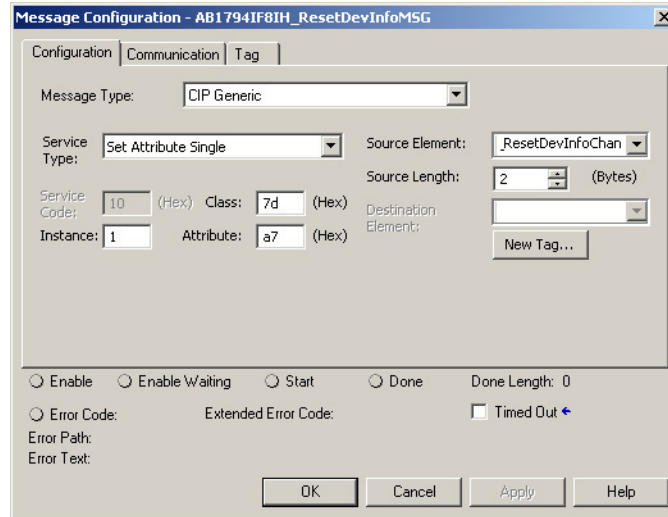 Message Configuration - AB1794IF8IH_ResetDevInfoMSG
Configuration Communication Tag
Message Type: CIP Generic
Service Type: Set Attribute Single Source Element: _ResetDevInfoChan
Source Length: 2 (Bytes)
Service Code: 10 (Hex) Class: 7d (Hex) Destination Element:
Instance: 1 Attribute: a7 (Hex) New Tag...
Enable Enable Waiting Start Done Done Length: 0
Error Code: Extended Error Code: Timed Out
Error Path:
Error Text:
OK Cancel Apply Help